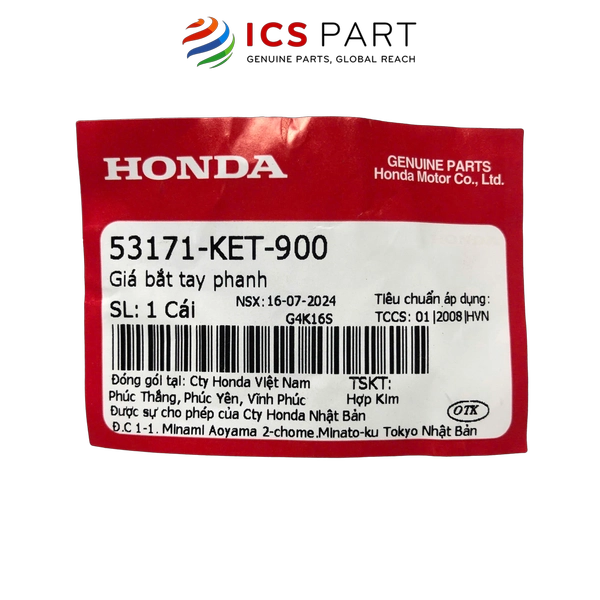 ICS PART
GENUINE PARTS, GLOBAL REACH
HONDA
GENUINE PARTS
Honda Motor Co., Ltd.
53171-KET-900
Giá bắt tay phanh
SL: 1 Cái
NSX: 16-07-2024
G4K16S
Tiêu chuẩn áp dụng:
TCCS: 01|2008|HVN
Đóng gói tại: Cty Honda Việt Nam
Phúc Thắng, Phúc Yên, Vĩnh Phúc
TSKT:
Hợp Kim
Được sự cho phép của Cty Honda Nhật Bản
OTK
Đ.C 1-1. Minami Aoyama 2-chome.Minato-ku Tokyo Nhật Bản